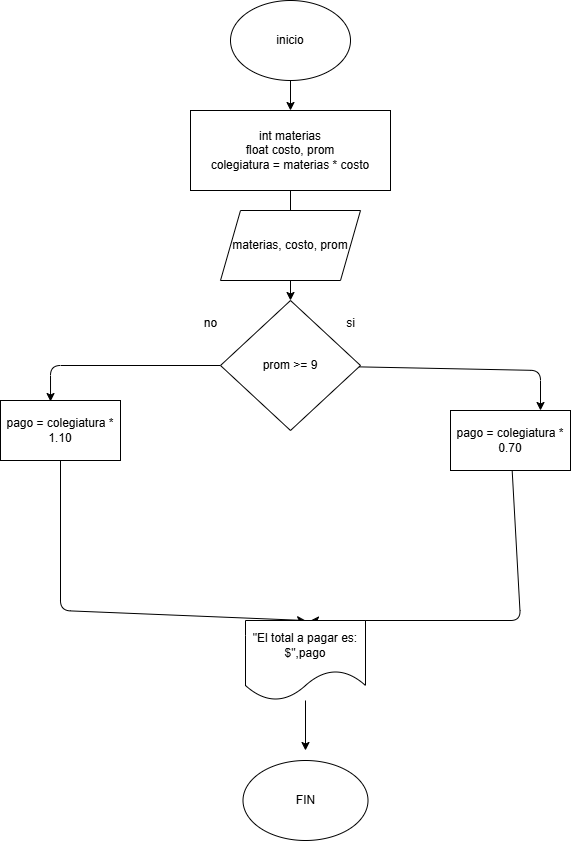 inicio
int materias
float costo, prom
colegiatura = materias * costo
materias, costo, prom
no
si
prom >= 9
pago = colegiatura *
1.10
pago = colegiatura *
0.70
"El total a pagar es:
$",pago
FIN